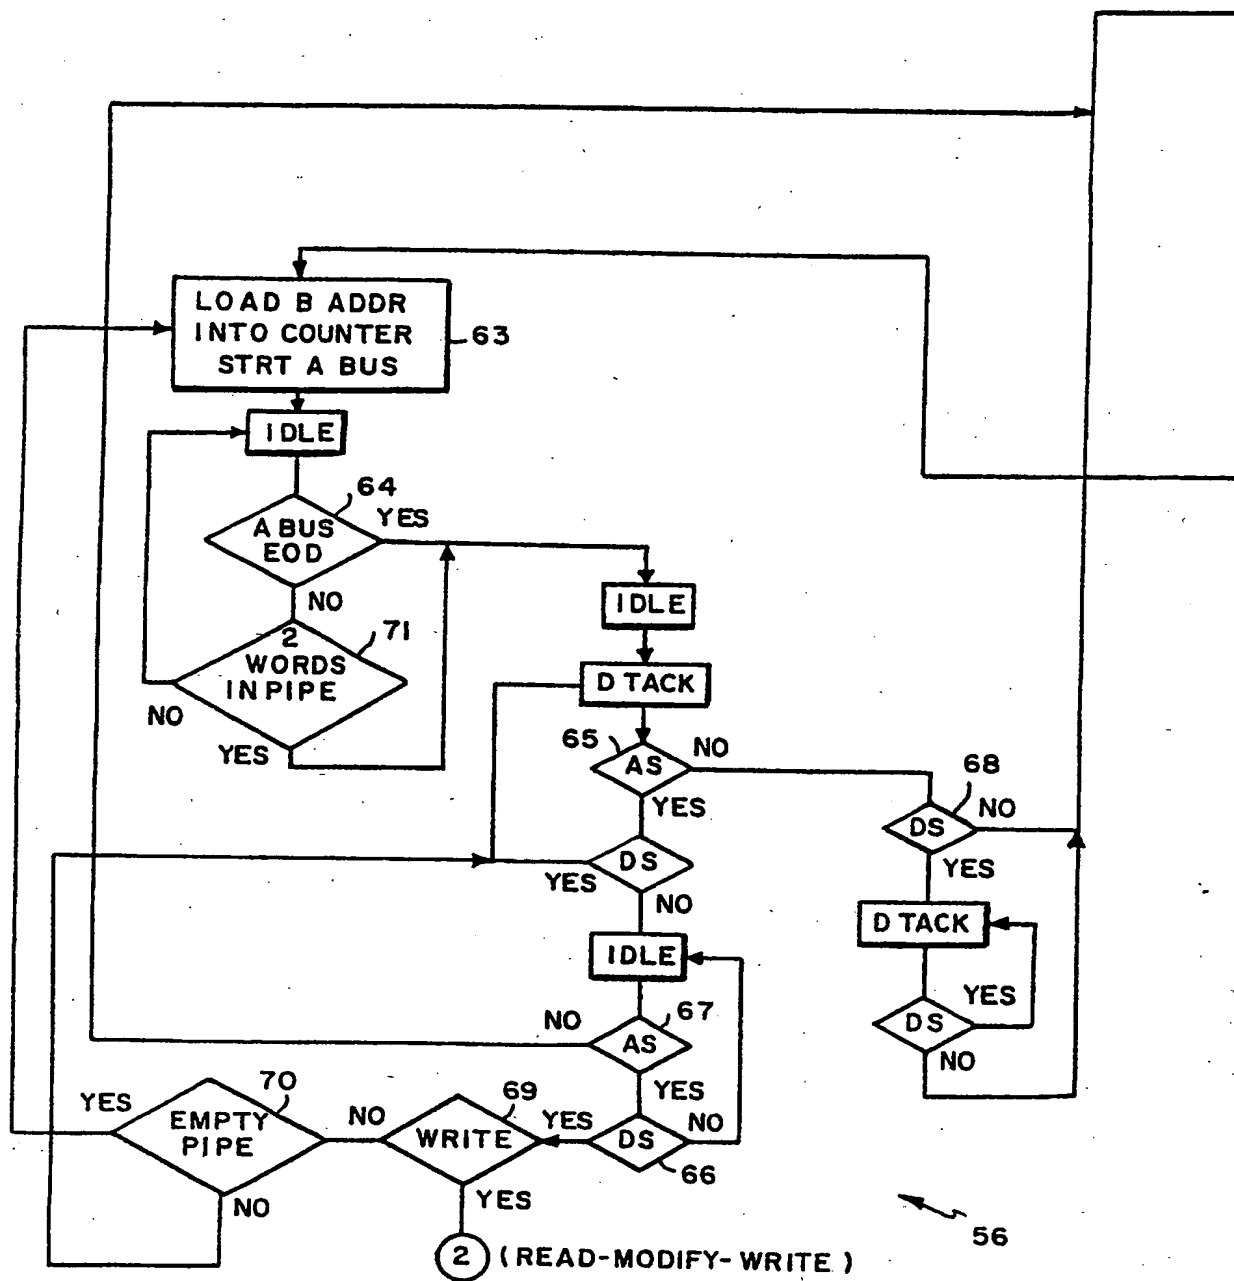 LOAD B ADDR
INTO COUNTER
STRT A BUS
63
IDLE
64
YES
A BUS
EOD
NO
IDLE
2
WORDS
IN PIPE
71
NO
YES
D TACK
65
AS
NO
YES
68
DS
NO
YES
DS
YES
NO
D TACK
IDLE
YES
DS
NO
NO
67
AS
YES
YES
70
EMPTY
PIPE
NO
NO
69
WRITE
YES
YES
DS
NO
66
56
2 (READ-MODIFY-WRITE)